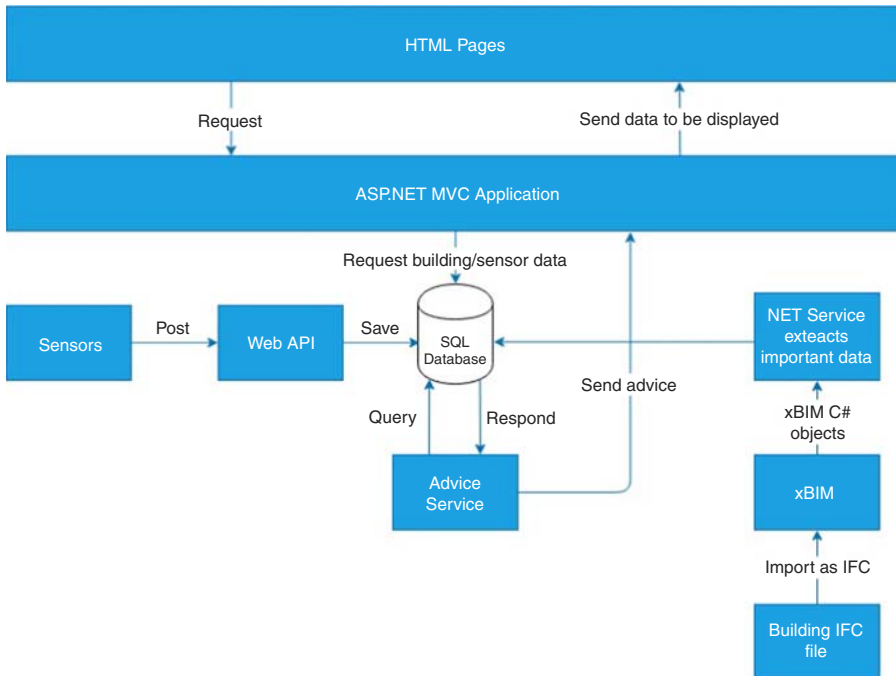 HTML Pages
Request
Send data to be displayed
ASP.NET MVC Application
Request building/sensor data
Sensors
Post
Web API
Save
SQL
Database
NET Service
exteacts
important data
Query
Respond
Send advice
xBIM C#
objects
Advice
Service
xBIM
Import as IFC
Building IFC
file